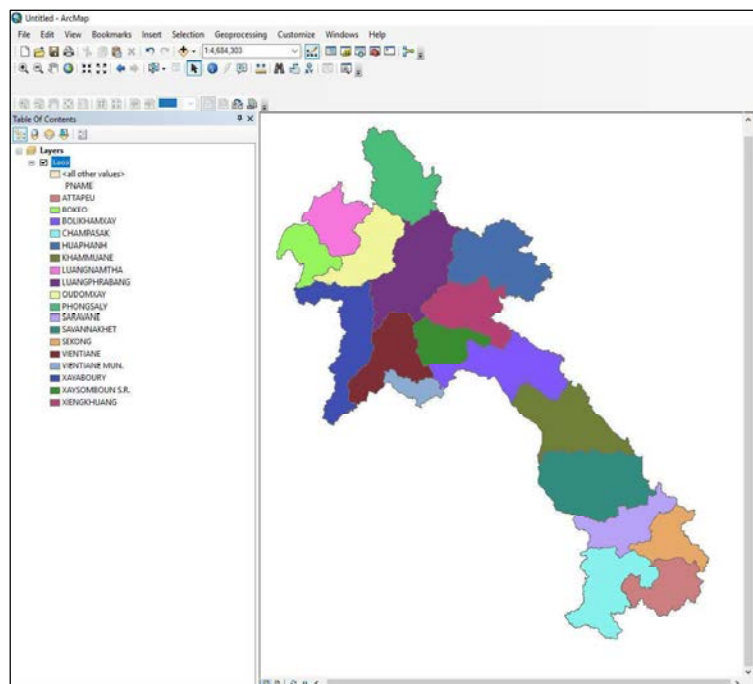 Untitled - ArcMap
File Edit View Bookmarks Insert Selection Geoprocessing Customize Windows Help
1:4,684,303
Table Of Contents
Layers
Laos
<all other values>
PNAME
ATTAPEU
BOKEO
BOLIKHAMXAY
CHAMPASAK
HUAPHANH
KHAMMUANE
LUANGNAMTHA
LUANGPHRABANG
OUDOMXAY
PHONGSALY
SARAVANE
SAVANNAKHET
SEKONG
VIENTIANE
VIENTIANE MUN.
XAYABOURY
XAYSOMBOUN S.R.
XIENGKHUANG